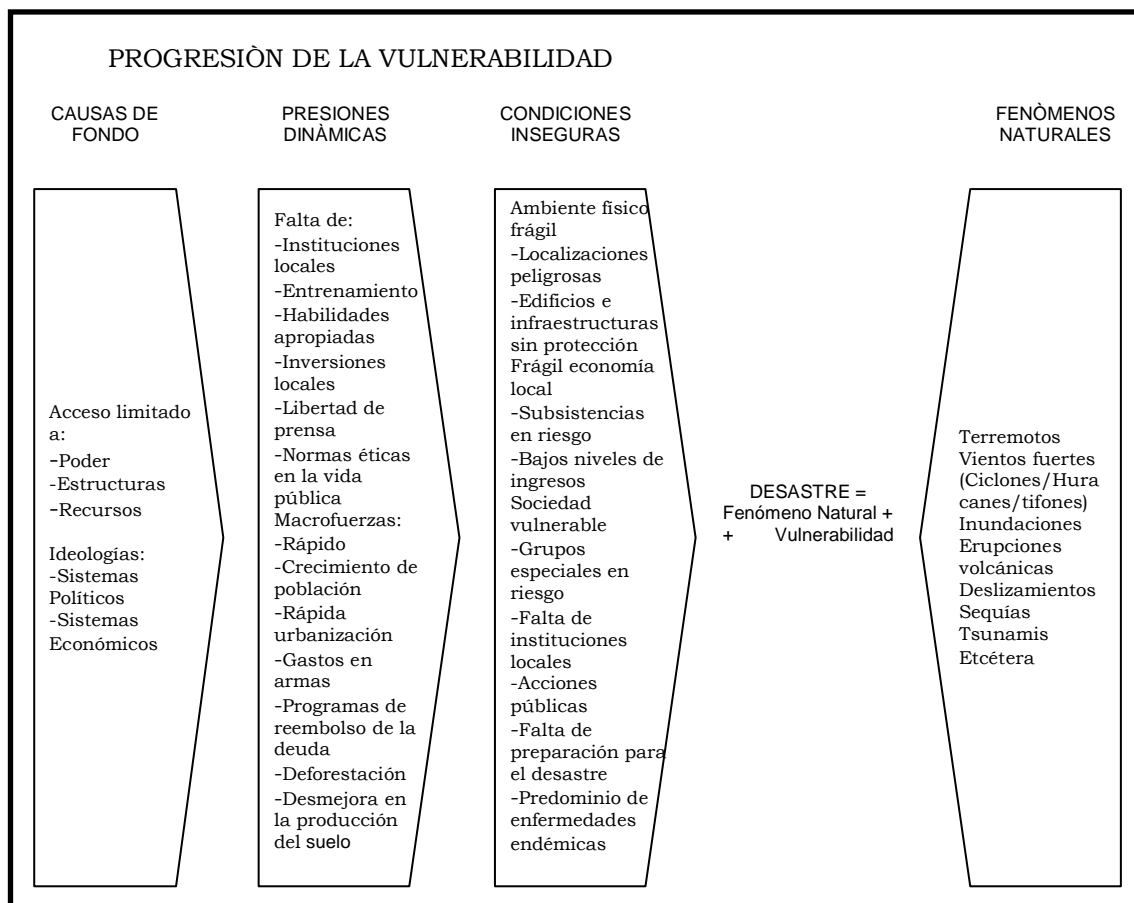 PROGRESIÒN DE LA VULNERABILIDAD
CAUSAS DE
FONDO
PRESIONES
DINÀMICAS
CONDICIONES
INSEGURAS
FENÒMENOS
NATURALES
Acceso limitado
a:
-Poder
-Estructuras
-Recursos
Ideologías:
-Sistemas
Políticos
-Sistemas
Económicos
Falta de:
-Instituciones
locales
-Entrenamiento
-Habilidades
apropiadas
-Inversiones
locales
-Libertad de
prensa
-Normas éticas
en la vida
pública
Macrofuerzas:
-Rápido
-Crecimiento de
población
-Rápida
urbanización
-Gastos en
armas
-Programas de
reembolso de la
deuda
-Deforestación
-Desmejora en
la producción
del suelo
Ambiente físico
frágil
-Localizaciones
peligrosas
-Edificios e
infraestructuras
sin protección
Frágil economía
local
-Subsistencias
en riesgo
-Bajos niveles de
ingresos
Sociedad
vulnerable
-Grupos
especiales en
riesgo
-Falta de
instituciones
locales
-Acciones
públicas
-Falta de
preparación para
el desastre
-Predominio de
enfermedades
endémicas
DESASTRE =
Fenómeno Natural +
+ Vulnerabilidad
Terremotos
Vientos fuertes
(Ciclones/Hura
canes/tifones)
Inundaciones
Erupciones
volcánicas
Deslizamientos
Sequías
Tsunamis
Etcétera